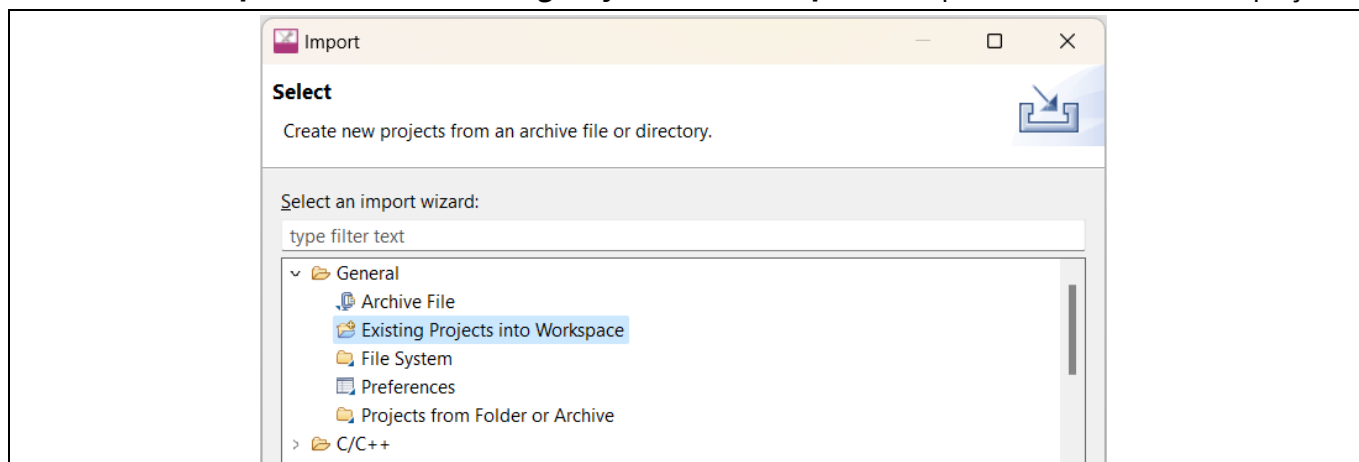 Import
Select
Create new projects from an archive file or directory.
Select an import wizard:
type filter text
General
Archive File
Existing Projects into Workspace
File System
Preferences
Projects from Folder or Archive
C/C++